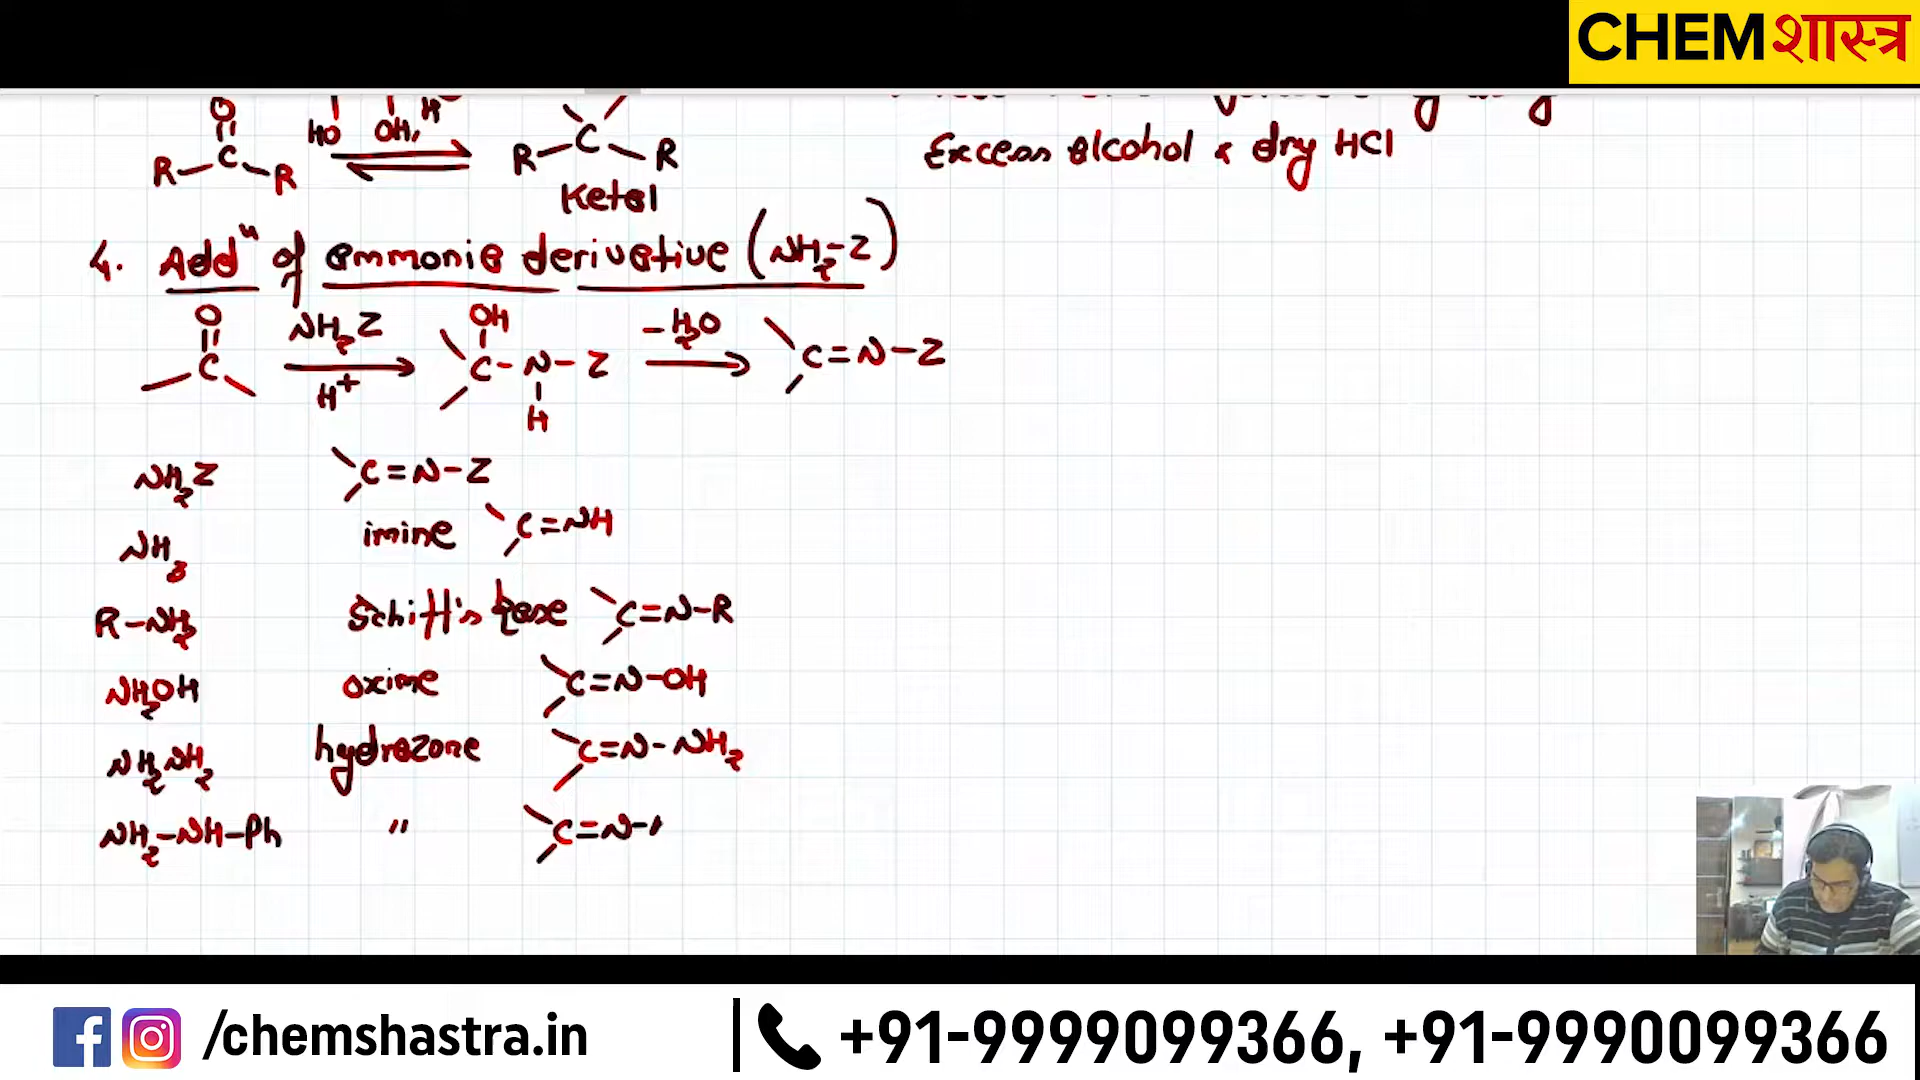 CHEMशास्त्र
O
HO OH, H
R C R
R C R
Ketal
Excess alcohol & dry HCl
4. Addⁿ of ammonia derivative (NH₂-Z)
O
C
NH₂Z
H⁺
OH
C-N-Z
H
-H₂O
C=N-Z
NH₂Z C=N-Z
NH₃ imine C=NH
R-NH₂ Schiff's base C=N-R
NH₂OH oxime C=N-OH
NH₂NH₂ hydrazone C=N-NH₂
NH₂-NH-Ph " C=N-
/chemshastra.in | +91-9999099366, +91-9990099366